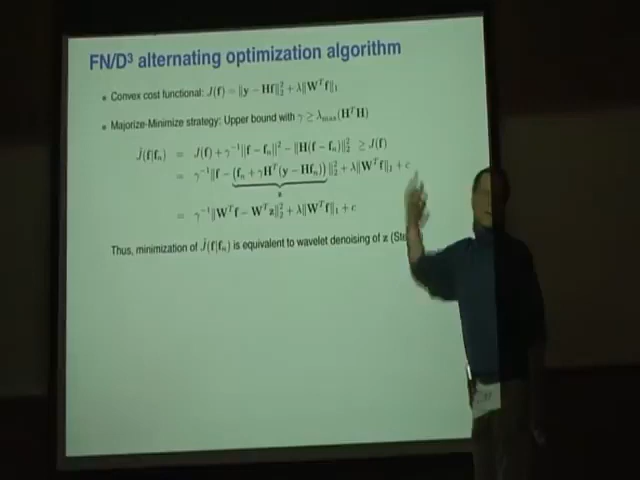 FN/D³ alternating optimization algorithm
Convex cost functional: J(f) = ‖y − Hf‖²₂ + λ‖Wᵀf‖₁
Majorize-Minimize strategy: Upper bound with γ ≥ λmax(HᵀH)
J̃(f|fₙ) = J(f) + γ⁻¹‖f − fₙ‖² − ‖H(f − fₙ)‖²₂ ≥ J(f)
= γ⁻¹‖f − (fₙ + γHᵀ(y − Hfₙ))‖²₂ + λ‖Wᵀf‖₁ + c
z
= γ⁻¹‖Wᵀf − Wᵀz‖²₂ + λ‖Wᵀf‖₁ + c
Thus, minimization of J̃(f|fₙ) is equivalent to wavelet denoising of z (Ste